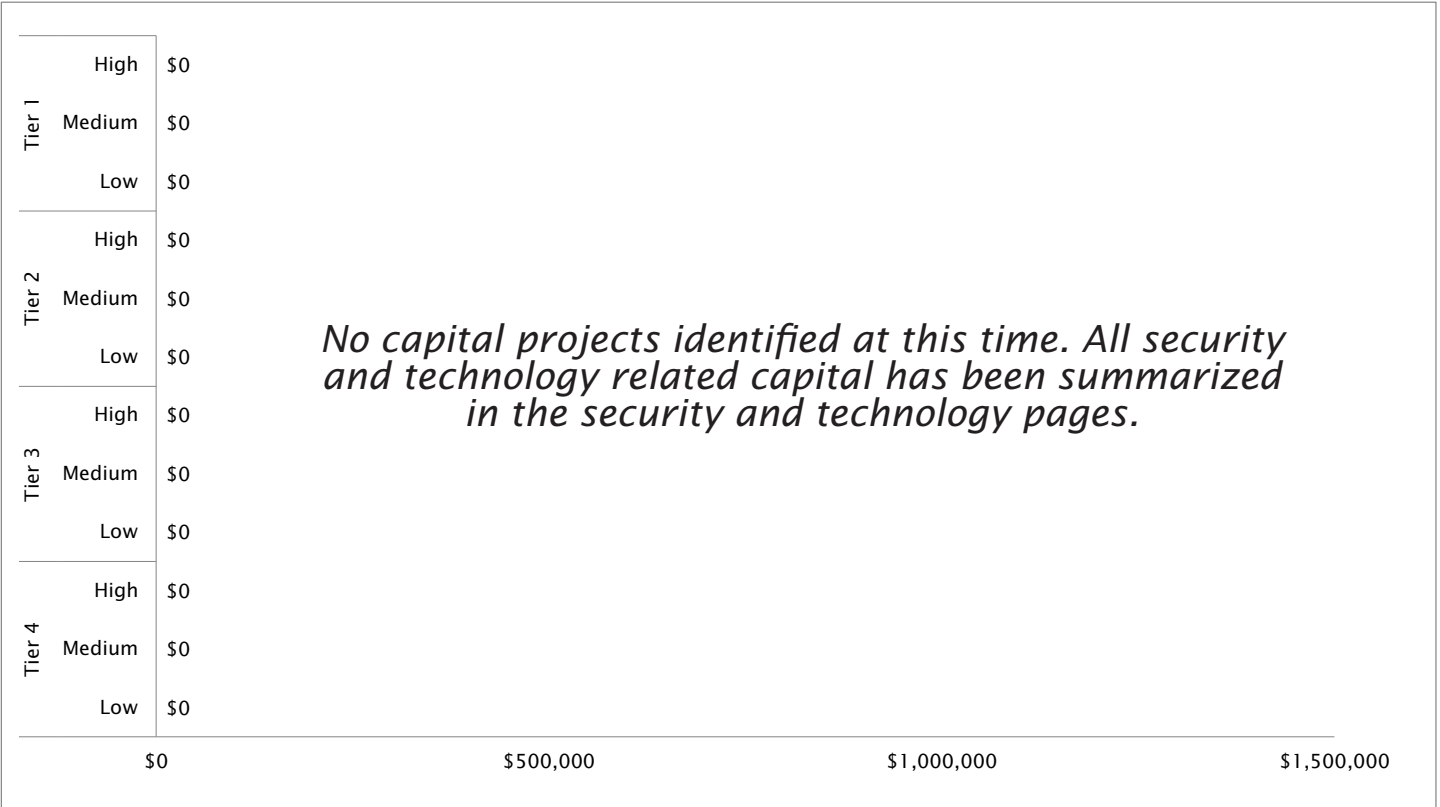 Tier 1
High $0
Medium $0
Low $0
Tier 2
High $0
Medium $0
Low $0
Tier 3
High $0
Medium $0
Low $0
Tier 4
High $0
Medium $0
Low $0
No capital projects identified at this time. All security
and technology related capital has been summarized
in the security and technology pages.
$0 $500,000 $1,000,000 $1,500,000